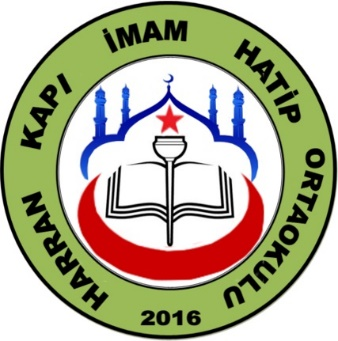 HARRAN KAPI İMAM HATİP ORTAOKULU
2016